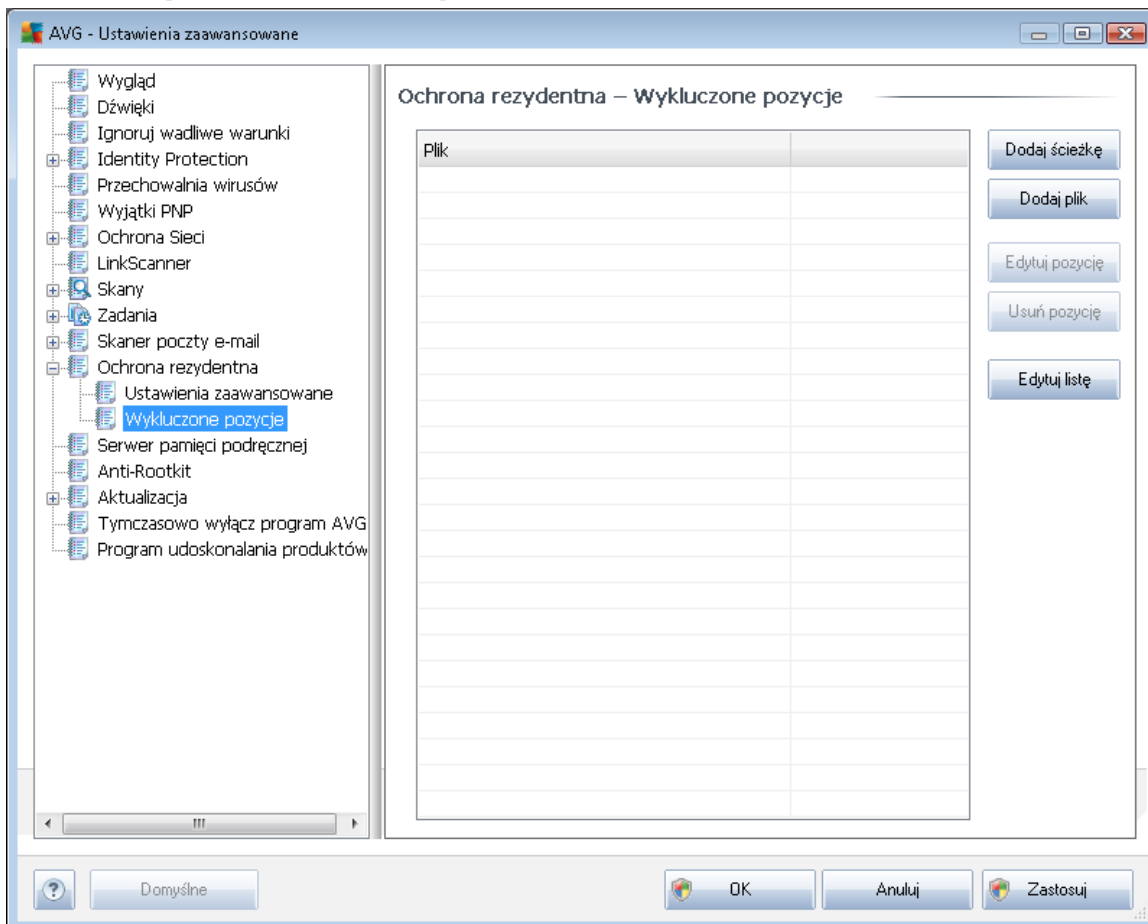 AVG - Ustawienia zaawansowane
Wygląd
Dźwięki
Ignoruj wadliwe warunki
Identity Protection
Przechowalnia wirusów
Wyjątki PNP
Ochrona Sieci
LinkScanner
Skany
Zadania
Skaner poczty e-mail
Ochrona rezydentna
Ustawienia zaawansowane
Wykluczone pozycje
Serwer pamięci podręcznej
Anti-Rootkit
Aktualizacja
Tymczasowo wyłącz program AVG
Program udoskonalania produktów
Ochrona rezydentna – Wykluczone pozycje
Plik
Dodaj ścieżkę
Dodaj plik
Edytuj pozycję
Usuń pozycję
Edytuj listę
Domyślne
OK
Anuluj
Zastosuj